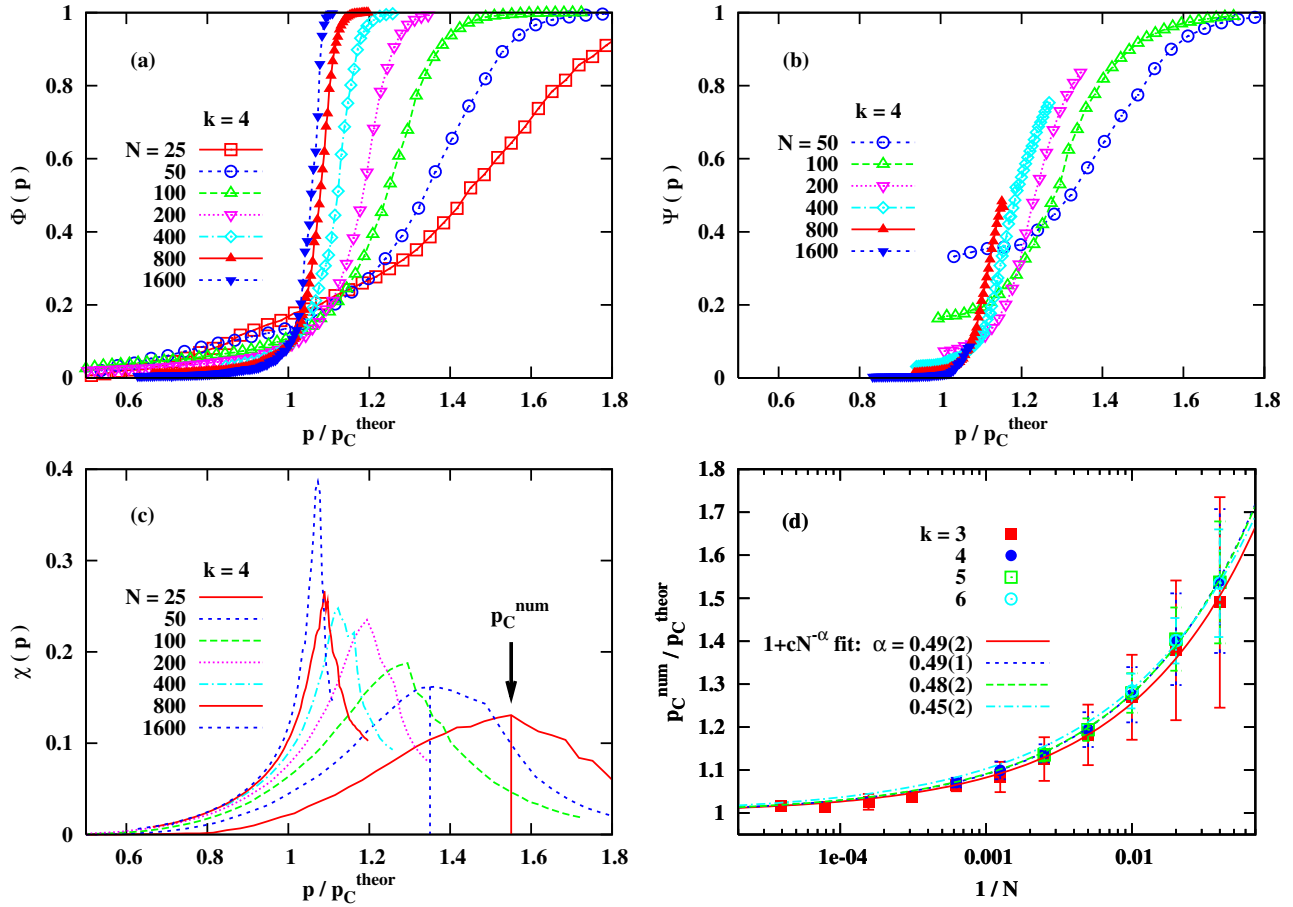 (a)
k = 4
N = 25
50
100
200
400
800
1600
Φ ( p )
0
0.2
0.4
0.6
0.8
1
0.6 0.8 1 1.2 1.4 1.6 1.8
p / p_C^theor
(b)
k = 4
N = 50
100
200
400
800
1600
Ψ ( p )
0
0.2
0.4
0.6
0.8
1
0.6 0.8 1 1.2 1.4 1.6 1.8
p / p_C^theor
(c)
k = 4
N = 25
50
100
200
400
800
1600
p_C^num
χ ( p )
0
0.1
0.2
0.3
0.4
0.6 0.8 1 1.2 1.4 1.6 1.8
p / p_C^theor
(d)
k = 3
4
5
6
1+cN^-α fit: α = 0.49(2)
0.49(1)
0.48(2)
0.45(2)
p_C^num / p_C^theor
1
1.1
1.2
1.3
1.4
1.5
1.6
1.7
1.8
1e-04 0.001 0.01
1 / N